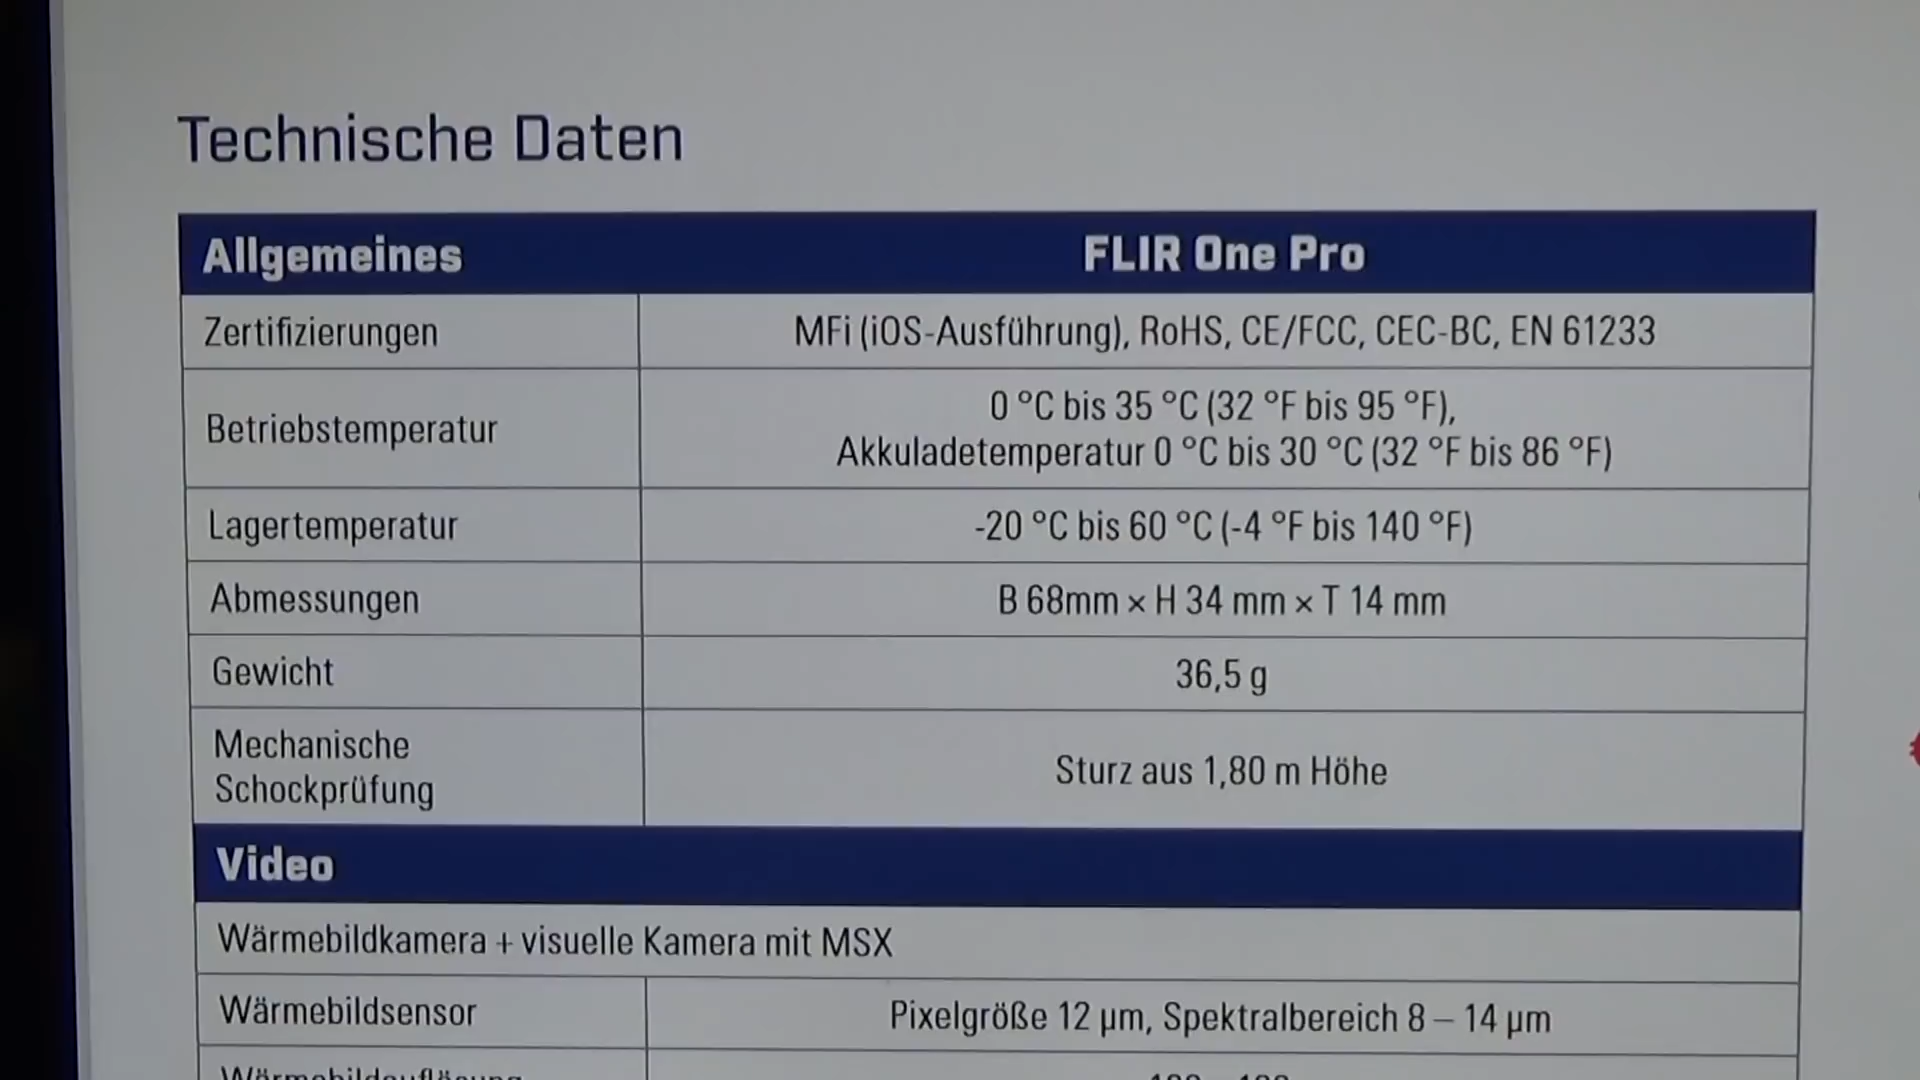 Technische Daten
Allgemeines FLIR One Pro
Zertifizierungen MFi (iOS-Ausführung), RoHS, CE/FCC, CEC-BC, EN 61233
Betriebstemperatur 0 °C bis 35 °C (32 °F bis 95 °F),
Akkuladetemperatur 0 °C bis 30 °C (32 °F bis 86 °F)
Lagertemperatur -20 °C bis 60 °C (-4 °F bis 140 °F)
Abmessungen B 68mm × H 34 mm × T 14 mm
Gewicht 36,5 g
Mechanische
Schockprüfung Sturz aus 1,80 m Höhe
Video
Wärmebildkamera + visuelle Kamera mit MSX
Wärmebildsensor Pixelgröße 12 µm, Spektralbereich 8 – 14 µm